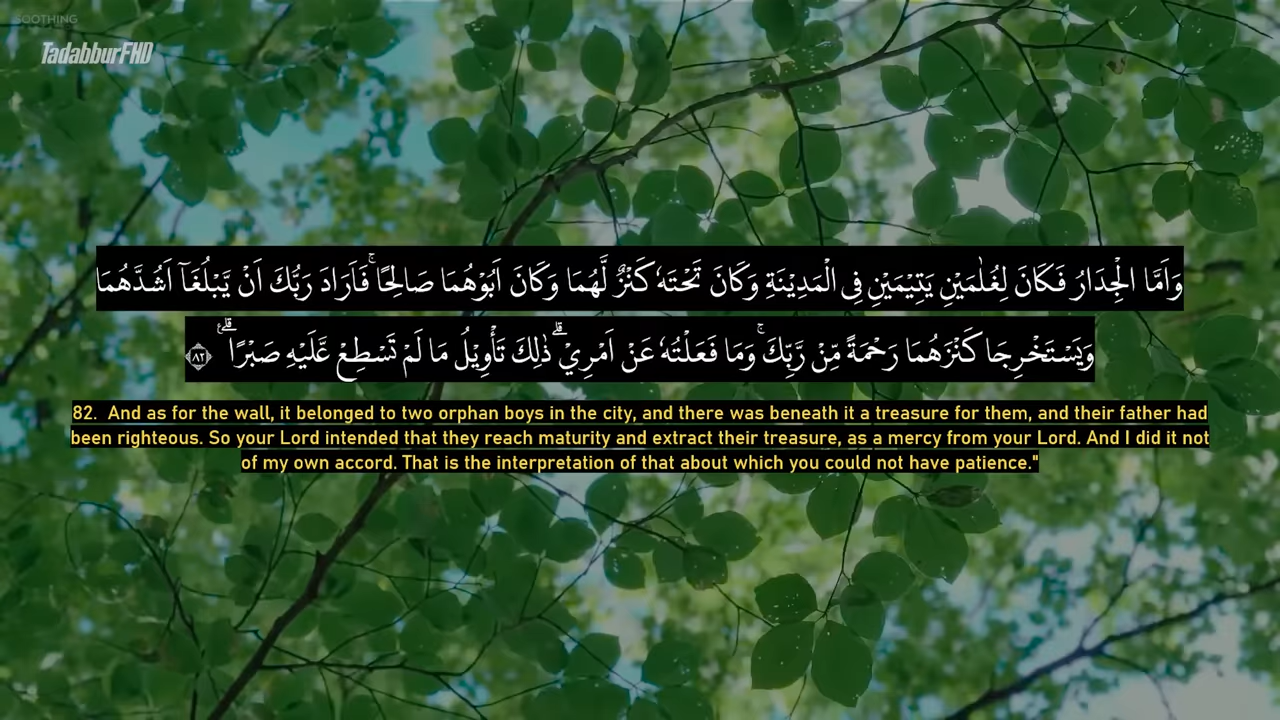 SOOTHING
TadabburFHD
وَاَمَّا الْجِدَارُ فَكَانَ لِغُلٰمَيْنِ يَتِيْمَيْنِ فِى الْمَدِيْنَةِ وَكَانَ تَحْتَهٗ كَنْزٌ لَّهُمَا وَكَانَ اَبُوْهُمَا صَالِحًا ۚ فَاَرَادَ رَبُّكَ اَنْ يَّبْلُغَآ اَشُدَّهُمَا
وَيَسْتَخْرِجَا كَنْزَهُمَا رَحْمَةً مِّنْ رَّبِّكَ ۚ وَمَا فَعَلْتُهٗ عَنْ اَمْرِيْ ۗ ذٰلِكَ تَأْوِيْلُ مَا لَمْ تَسْطِعْ عَّلَيْهِ صَبْرًا ۗ ࣖ ﴿٨٢﴾
82.  And as for the wall, it belonged to two orphan boys in the city, and there was beneath it a treasure for them, and their father had
been righteous. So your Lord intended that they reach maturity and extract their treasure, as a mercy from your Lord. And I did it not
of my own accord. That is the interpretation of that about which you could not have patience."